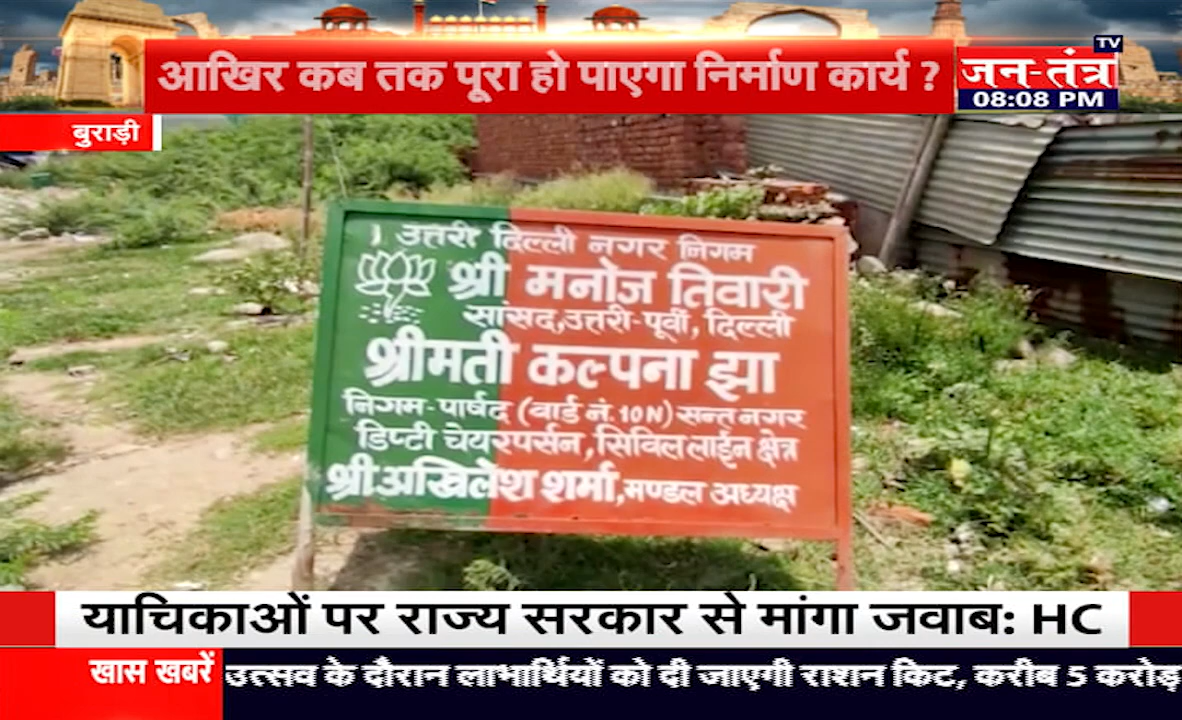 आखिर कब तक पूरा हो पाएगा निर्माण कार्य ?
TV
जन-तंत्र
08:08 PM
बुराड़ी
उत्तरी दिल्ली नगर निगम
श्री मनोज तिवारी
सांसद,उत्तरी-पूर्वी, दिल्ली
श्रीमती कल्पना झा
निगम-पार्षद (वार्ड नं. 10 N) सन्त नगर
डिप्टी चेयरपर्सन, सिविल लाईन क्षेत्र
श्री अखिलेश शर्मा, मण्डल अध्यक्ष
याचिकाओं पर राज्य सरकार से मांगा जवाब: HC
खास खबरें
उत्सव के दौरान लाभार्थियों को दी जाएगी राशन किट, करीब 5 करोड़